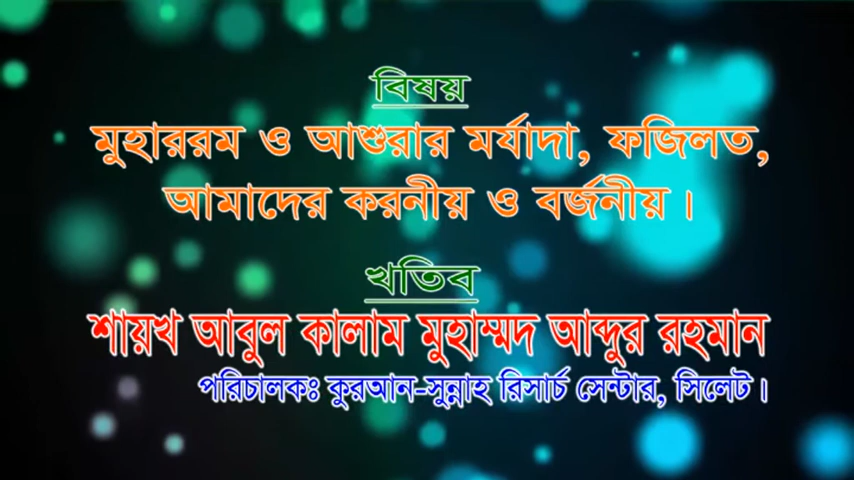 বিষয়
মুহাররম ও আশুরার মর্যাদা, ফজিলত,
আমাদের করনীয় ও বর্জনীয়।
খতিব
শায়খ আবুল কালাম মুহাম্মদ আব্দুর রহমান
পরিচালকঃ কুরআন-সুন্নাহ রিসার্চ সেন্টার, সিলেট।